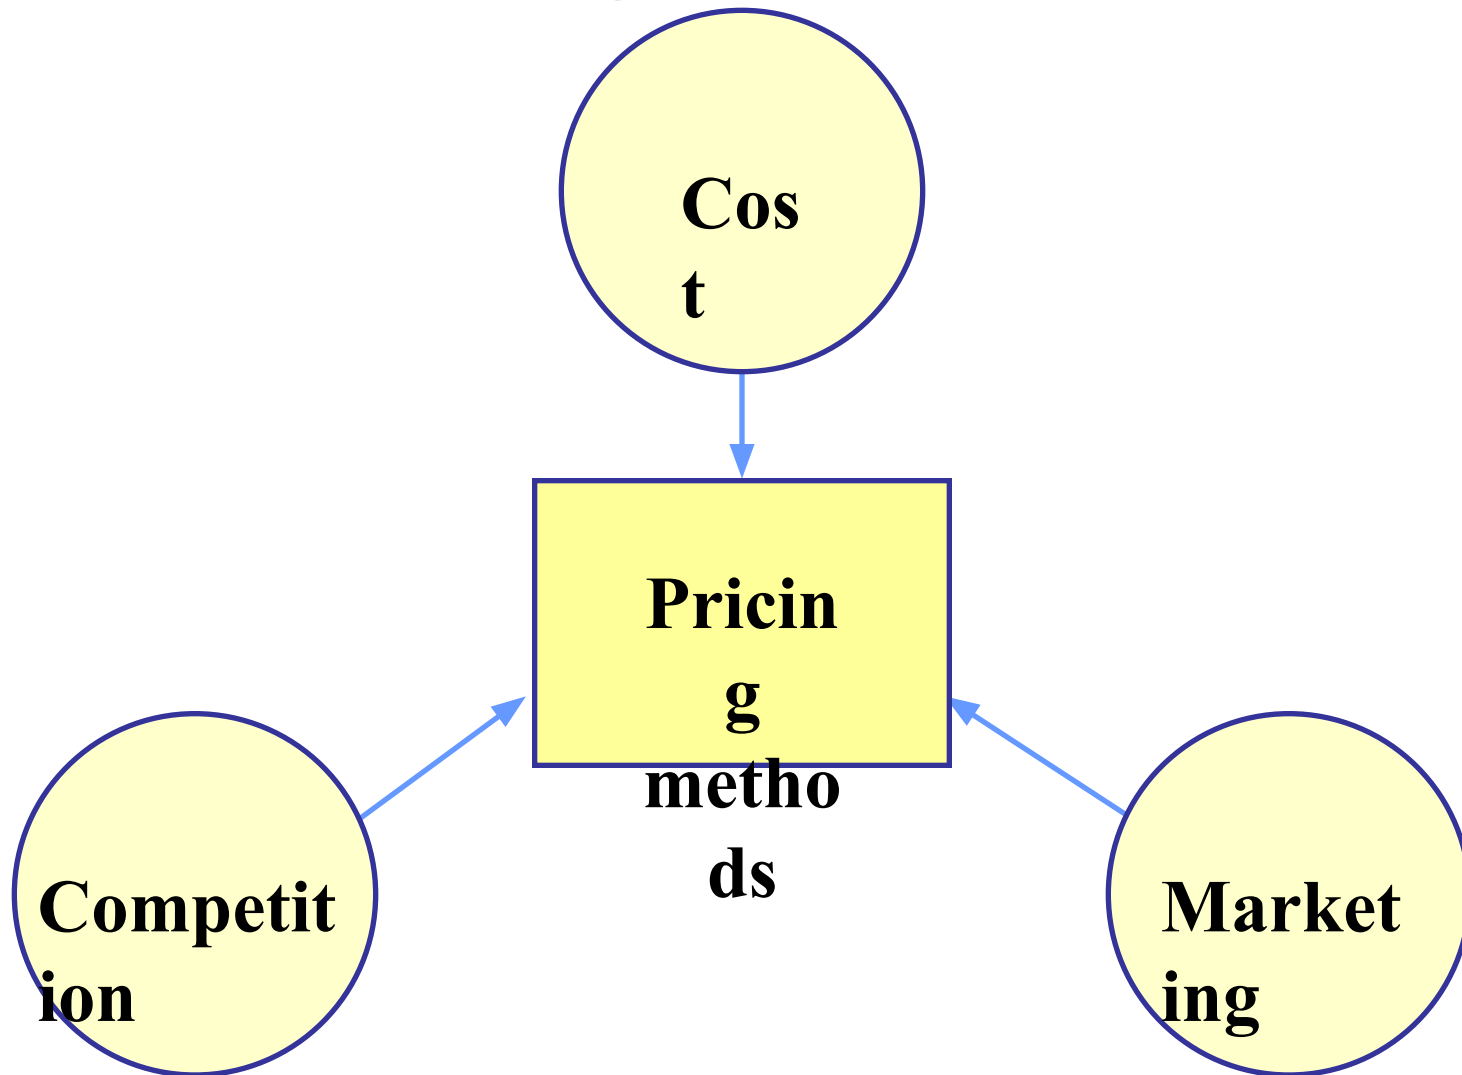 Cos
t
Pricin
g
metho
ds
Competit
ion
Market
ing